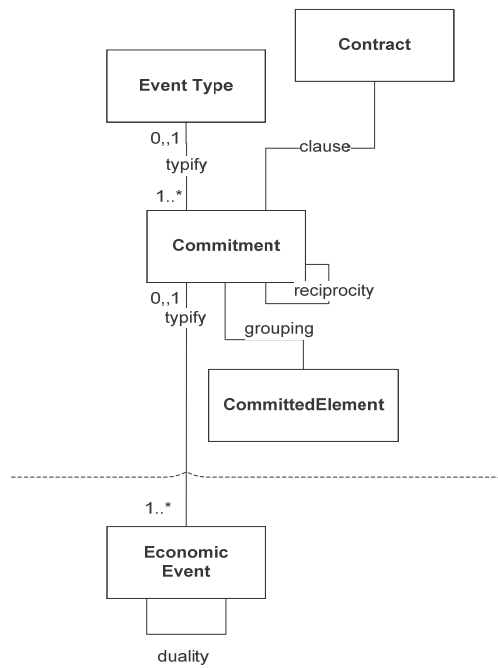 Contract
Event Type
0,,1
clause
typify
1..*
Commitment
reciprocity
0,,1
typify
grouping
CommittedElement
1..*
Economic
Event
duality